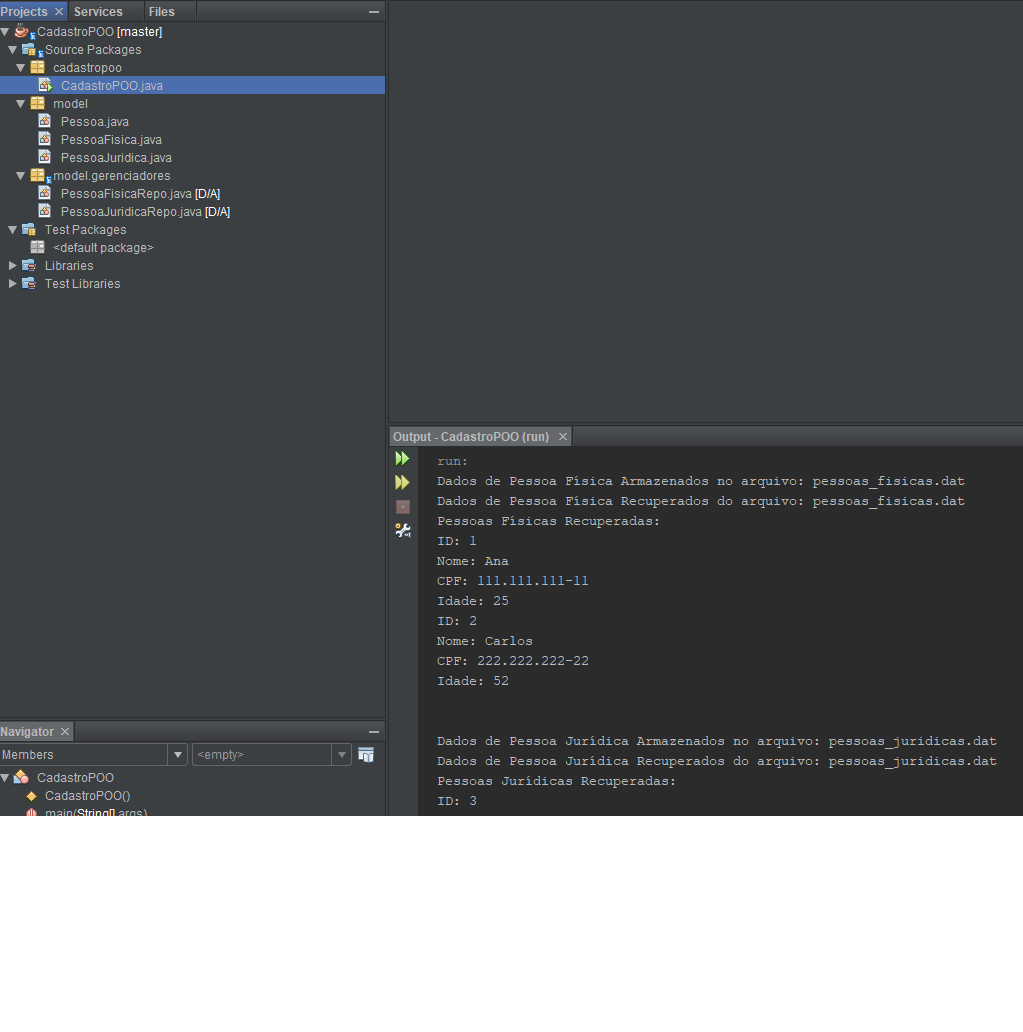 Projects
Services
Files
CadastroPOO [master]
Source Packages
cadastropoo
CadastroPOO.java
model
Pessoa.java
PessoaFisica.java
PessoaJuridica.java
model.gerenciadores
PessoaFisicaRepo.java [D/A]
PessoaJuridicaRepo.java [D/A]
Test Packages
<default package>
Libraries
Test Libraries
Navigator
Members
<empty>
CadastroPOO
CadastroPOO()
main(String[] args)
Output - CadastroPOO (run)
run:
Dados de Pessoa Física Armazenados no arquivo: pessoas_fisicas.dat
Dados de Pessoa Física Recuperados do arquivo: pessoas_fisicas.dat
Pessoas Físicas Recuperadas:
ID: 1
Nome: Ana
CPF: 111.111.111-11
Idade: 25
ID: 2
Nome: Carlos
CPF: 222.222.222-22
Idade: 52
Dados de Pessoa Jurídica Armazenados no arquivo: pessoas_juridicas.dat
Dados de Pessoa Jurídica Recuperados do arquivo: pessoas_juridicas.dat
Pessoas Jurídicas Recuperadas:
ID: 3